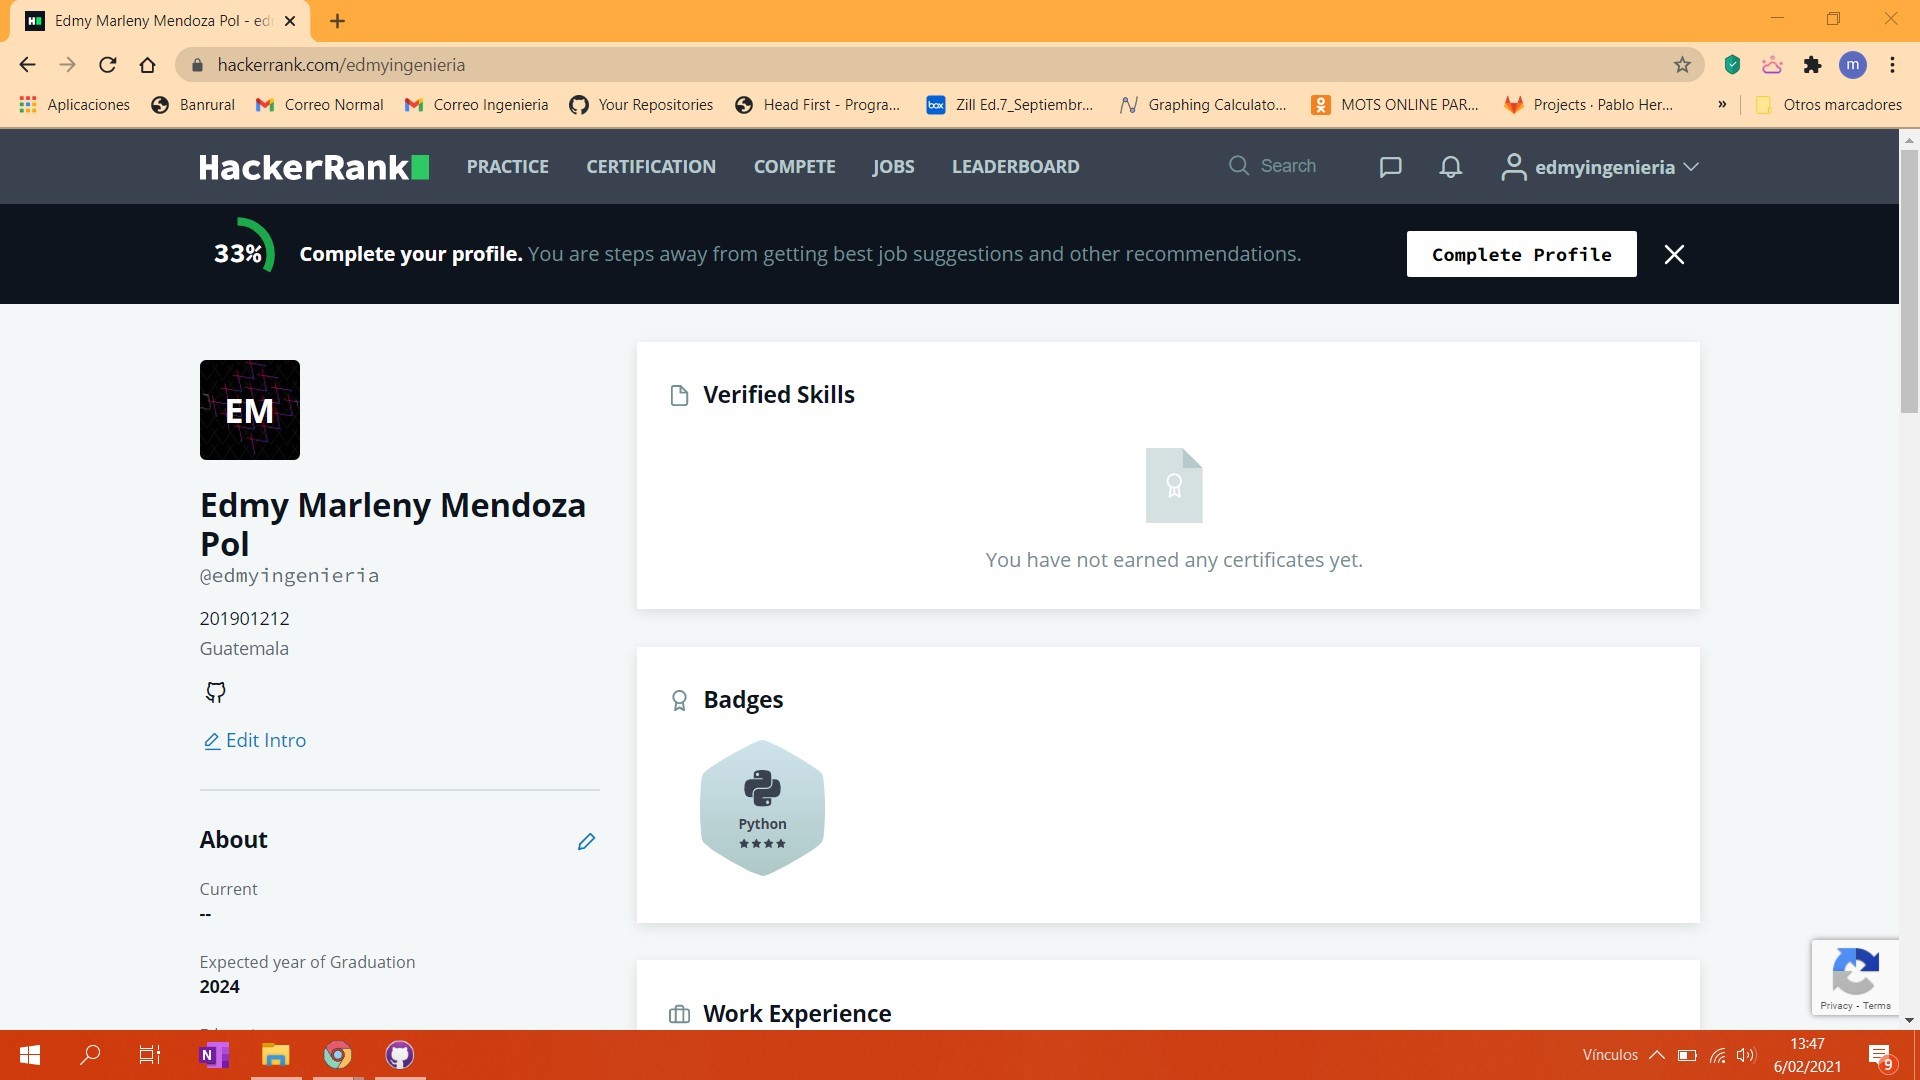 Edmy Marleny Mendoza Pol - ed
hackerrank.com/edmyingenieria
m
Aplicaciones
Banrural
Correo Normal
Correo Ingenieria
Your Repositories
Head First - Progra...
box
Zill Ed.7_Septiembr...
Graphing Calculato...
MOTS ONLINE PAR...
Projects · Pablo Her...
»
Otros marcadores
HackerRank
PRACTICE
CERTIFICATION
COMPETE
JOBS
LEADERBOARD
Search
edmyingenieria
33%
Complete your profile. You are steps away from getting best job suggestions and other recommendations.
Complete Profile
EM
Edmy Marleny Mendoza
Pol
@edmyingenieria
201901212
Guatemala
Edit Intro
About
Current
--
Expected year of Graduation
2024
Verified Skills
You have not earned any certificates yet.
Badges
Python
Work Experience
Privacy - Terms
N
Vínculos
13:47
6/02/2021
9